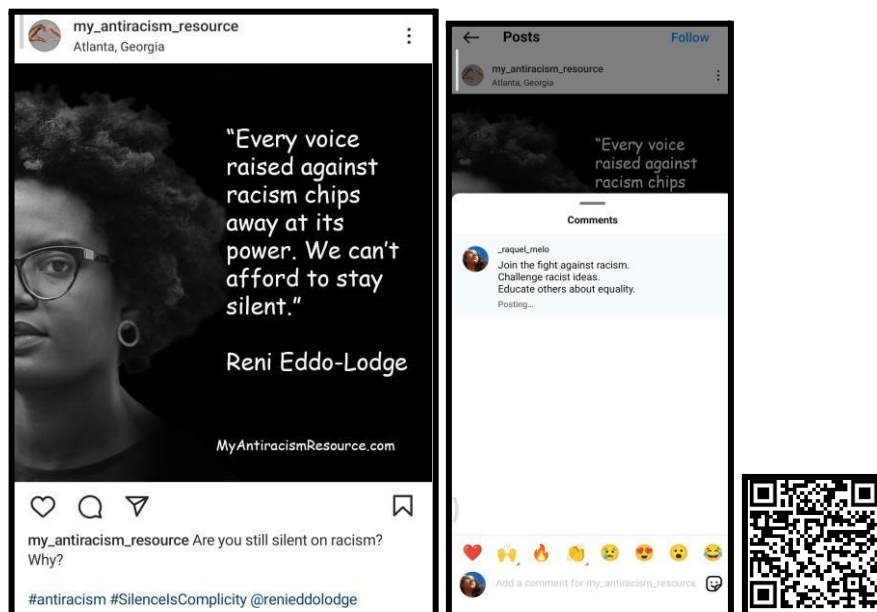 my_antiracism_resource
Atlanta, Georgia
“Every voice
raised against
racism chips
away at its
power. We can't
afford to stay
silent.”
Reni Eddo-Lodge
MyAntiracismResource.com
my_antiracism_resource Are you still silent on racism?
Why?
#antiracism #SilenceIsComplicity @renieddolodge
Posts
Follow
my_antiracism_resource
Atlanta, Georgia
“Every voice
raised against
racism chips
Comments
_raquel_melo
Join the fight against racism.
Challenge racist ideas.
Educate others about equality.
Posting...
Add a comment for my_antiracism_resource